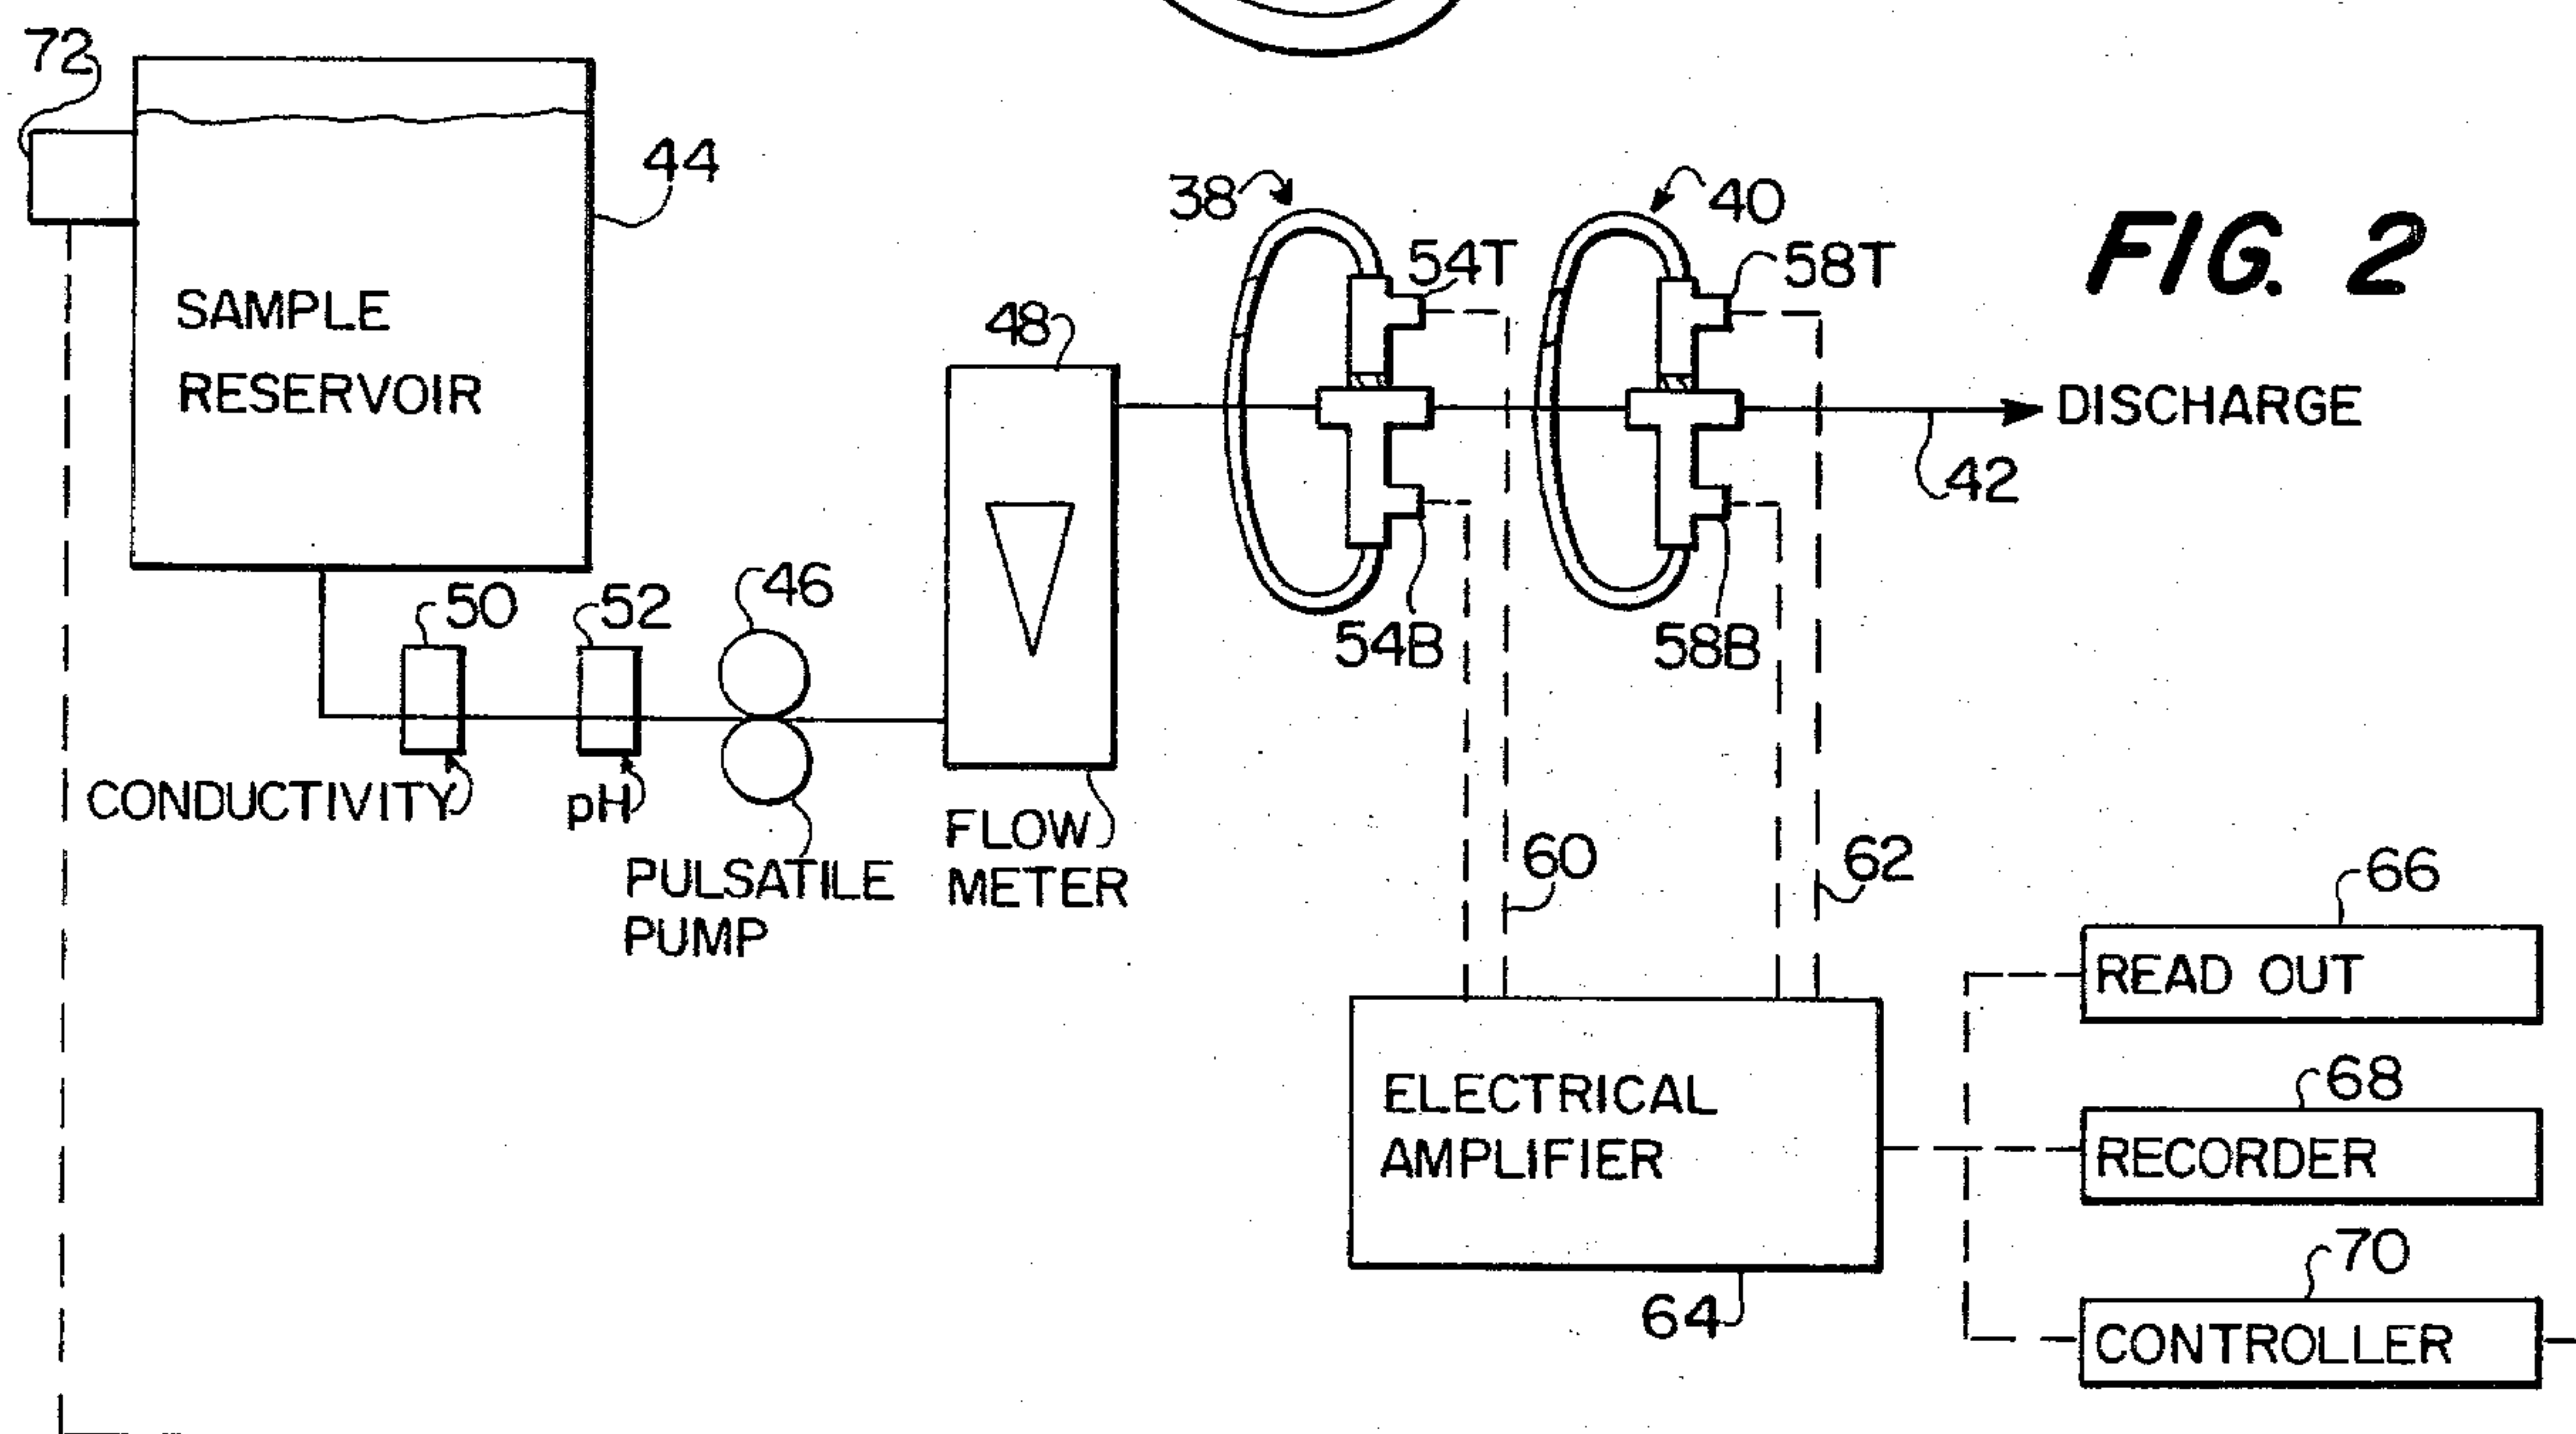 72
44
SAMPLE
RESERVOIR
38
40
54T
58T
FIG. 2
48
DISCHARGE
42
50
52
46
54B
58B
CONDUCTIVITY
pH
PULSATILE
PUMP
FLOW
METER
60
62
66
READ OUT
ELECTRICAL
AMPLIFIER
68
RECORDER
64
70
CONTROLLER